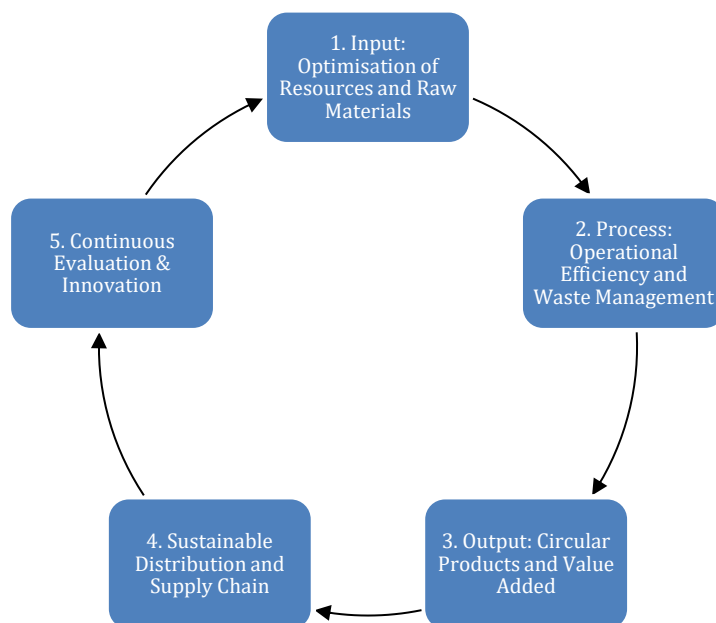 1. Input:
Optimisation of
Resources and Raw
Materials
2. Process:
Operational
Efficiency and
Waste Management
3. Output: Circular
Products and Value
Added
4. Sustainable
Distribution and
Supply Chain
5. Continuous
Evaluation &
Innovation